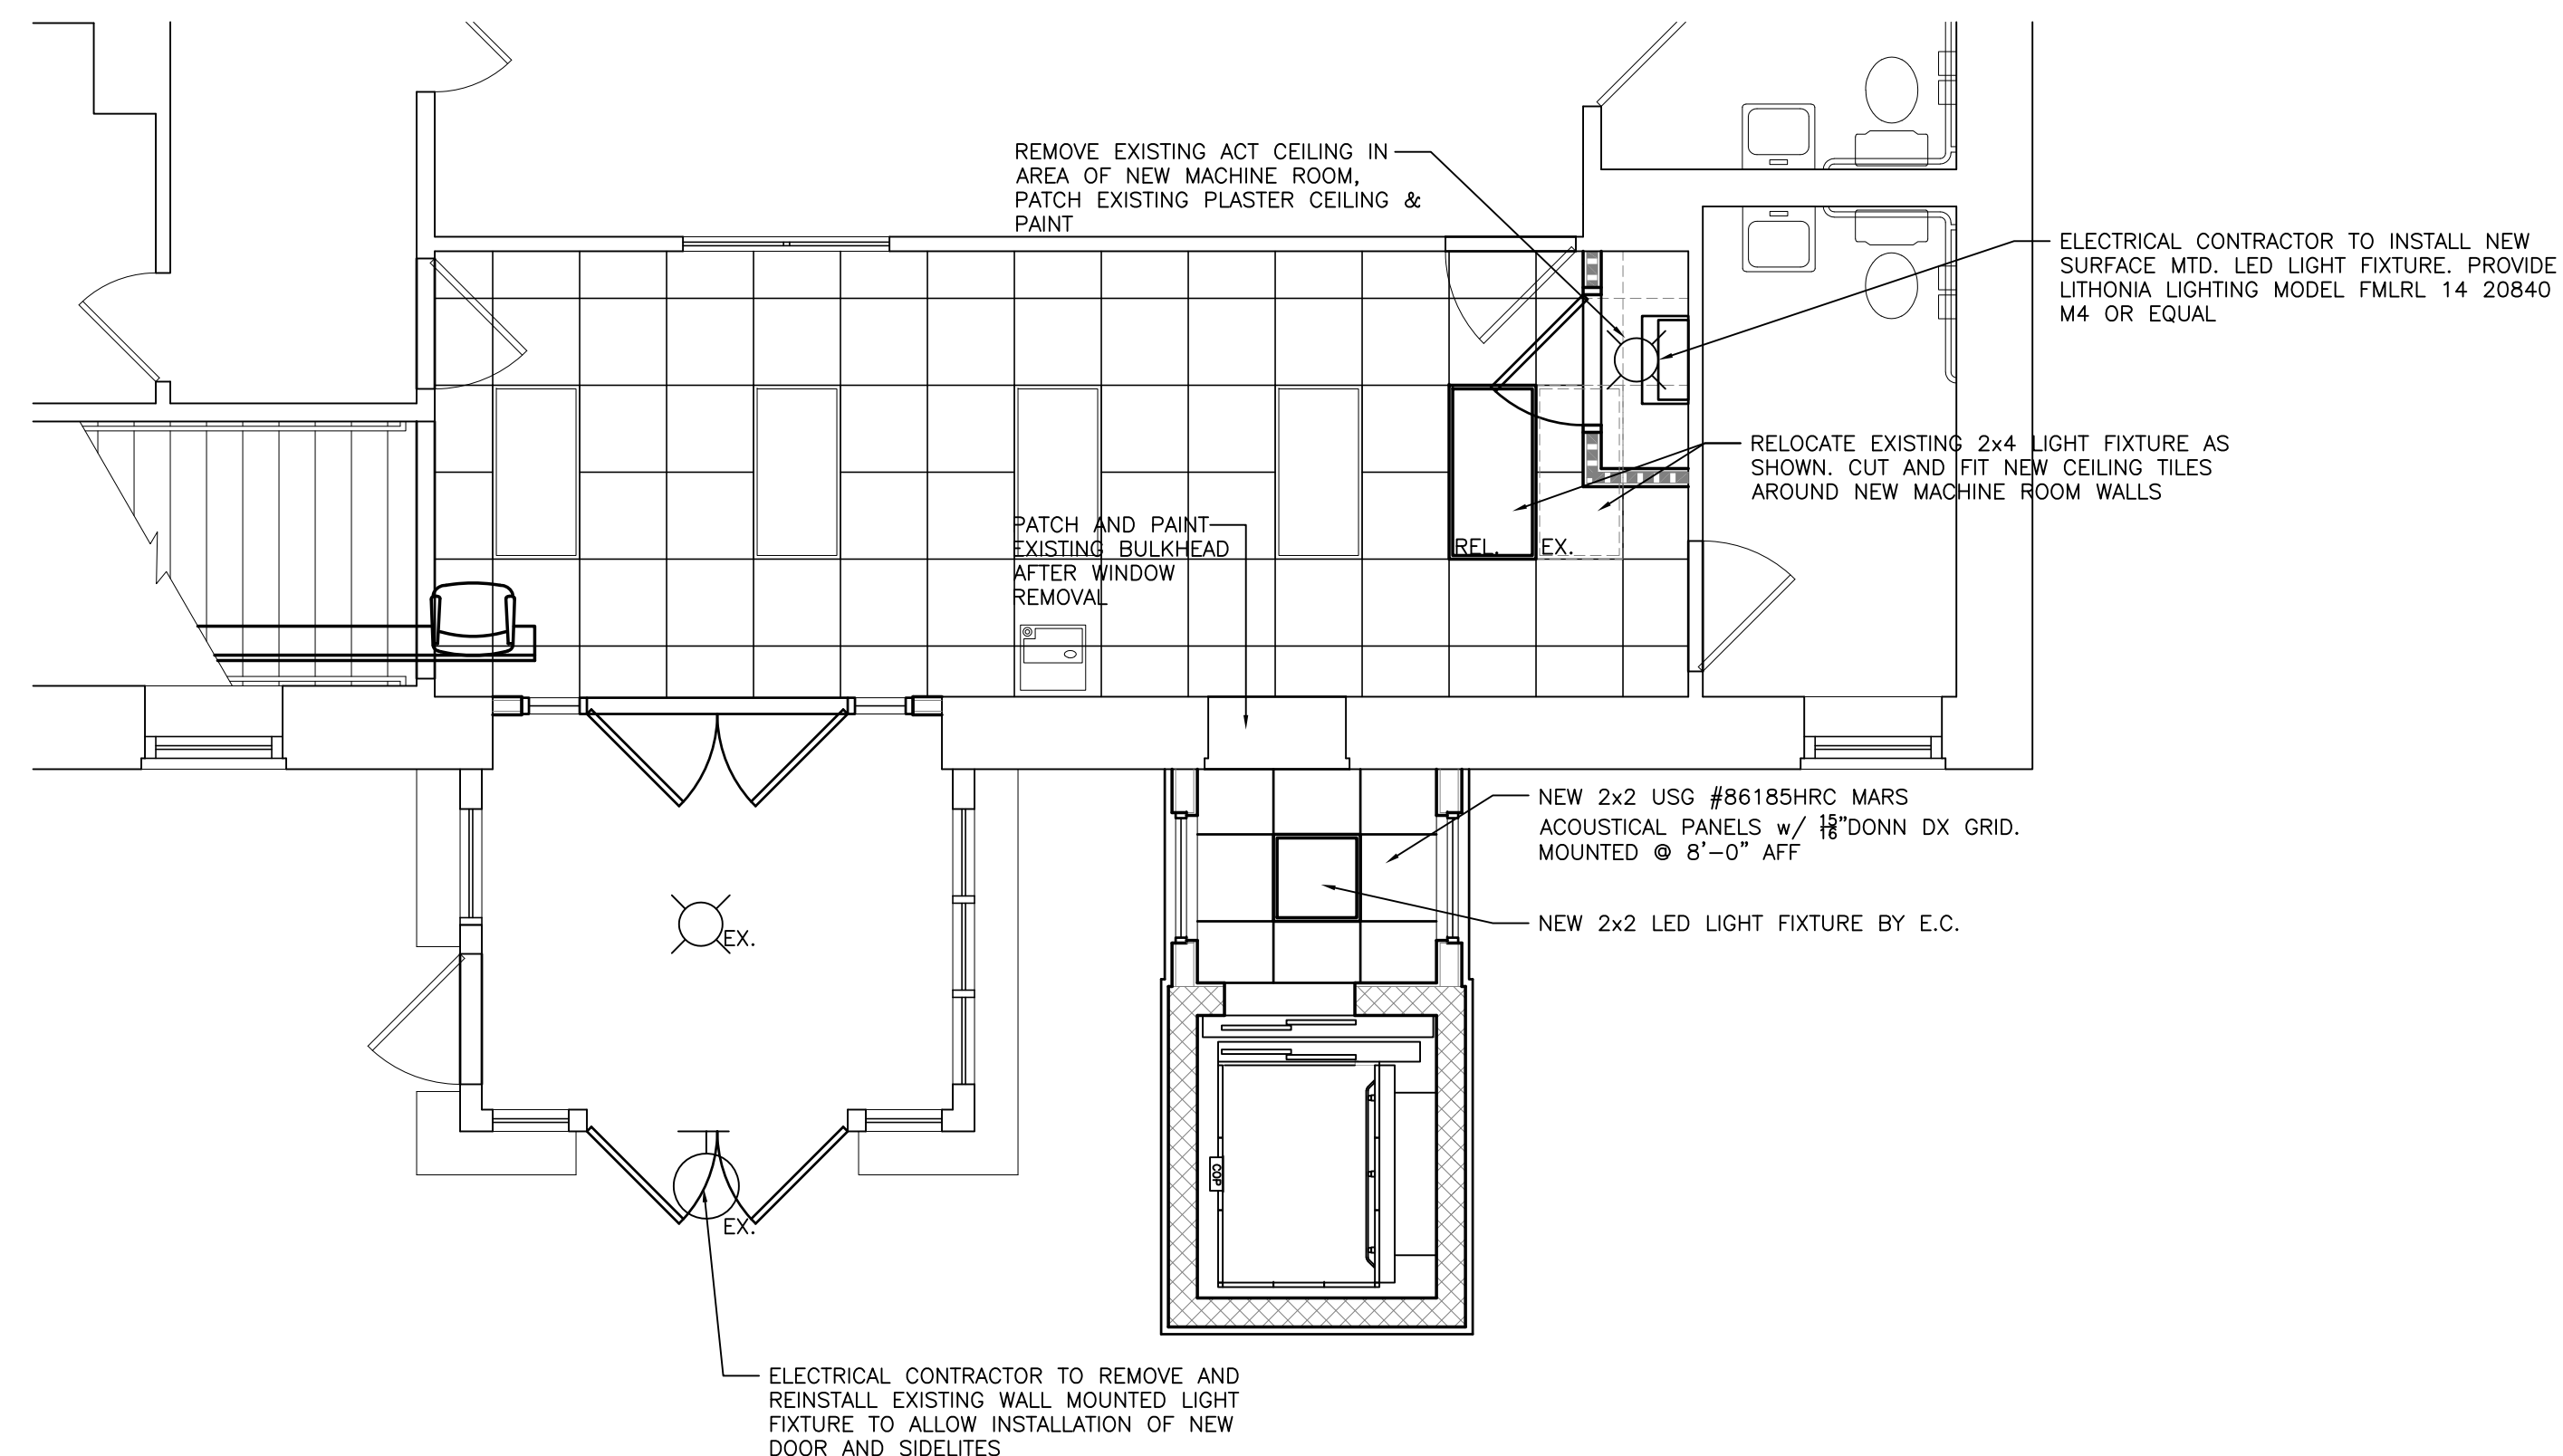 REMOVE EXISTING ACT CEILING IN
AREA OF NEW MACHINE ROOM,
PATCH EXISTING PLASTER CEILING &
PAINT
ELECTRICAL CONTRACTOR TO INSTALL NEW
SURFACE MTD. LED LIGHT FIXTURE. PROVIDE
LITHONIA LIGHTING MODEL FMLRL 14 20840
M4 OR EQUAL
RELOCATE EXISTING 2x4 LIGHT FIXTURE AS
SHOWN. CUT AND FIT NEW CEILING TILES
AROUND NEW MACHINE ROOM WALLS
PATCH AND PAINT
EXISTING BULKHEAD
AFTER WINDOW
REMOVAL
REL.
EX.
NEW 2x2 USG #86185HRC MARS
ACOUSTICAL PANELS w/ 15/16"DONN DX GRID.
MOUNTED @ 8'-0" AFF
NEW 2x2 LED LIGHT FIXTURE BY E.C.
EX.
COP
EX.
ELECTRICAL CONTRACTOR TO REMOVE AND
REINSTALL EXISTING WALL MOUNTED LIGHT
FIXTURE TO ALLOW INSTALLATION OF NEW
DOOR AND SIDELITES